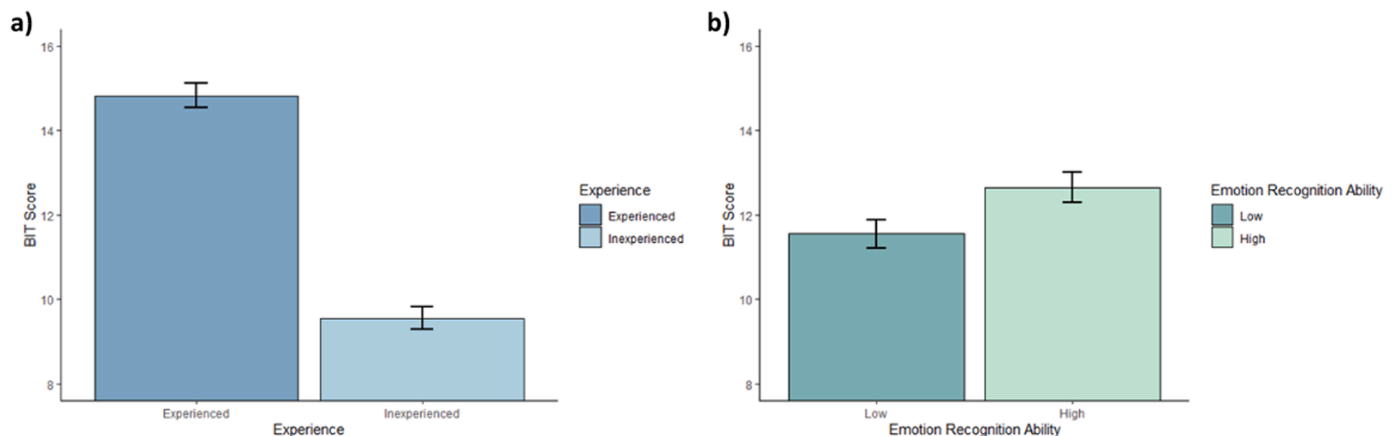 a)
BIT Score
16
14
12
10
8
Experienced
Inexperienced
Experience
Experience
Experienced
Inexperienced
b)
BIT Score
16
14
12
10
8
Low
High
Emotion Recognition Ability
Emotion Recognition Ability
Low
High